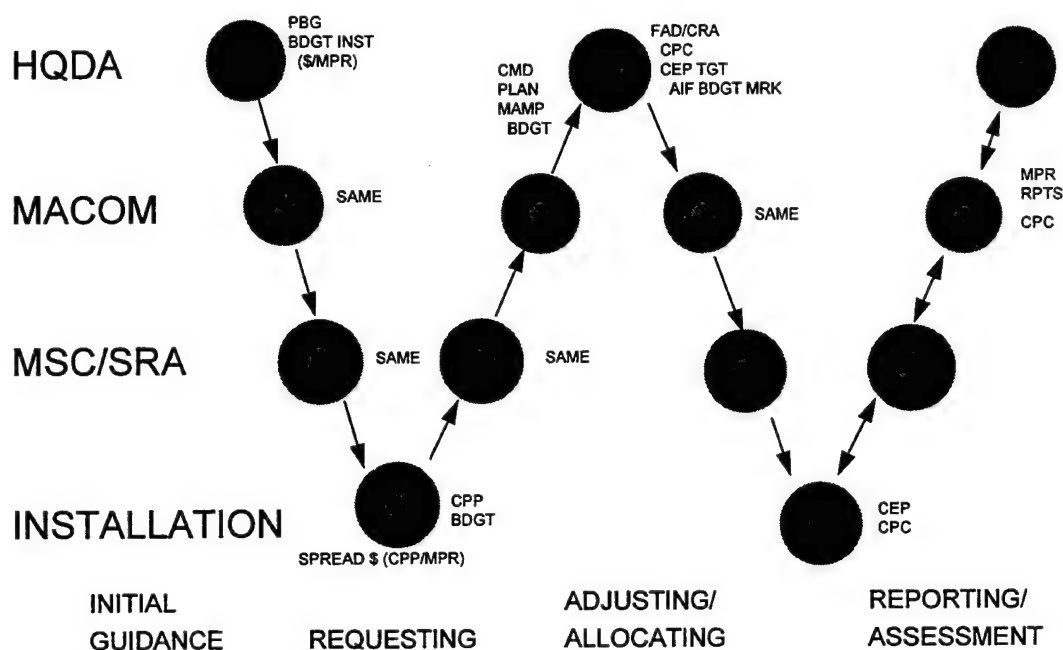 HQDA
PBG
BDGT INST
($/MPR)
CMD
PLAN
MAMP
BDGT
FAD/CRA
CPC
CEP TGT
AIF BDGT MRK
MACOM
SAME
SAME
MPR
RPTS
CPC
MSC/SRA
SAME
SAME
INSTALLATION
CPP
BDGT
SPREAD $ (CPP/MPR)
CEP
CPC
INITIAL
GUIDANCE
REQUESTING
ADJUSTING/
ALLOCATING
REPORTING/
ASSESSMENT